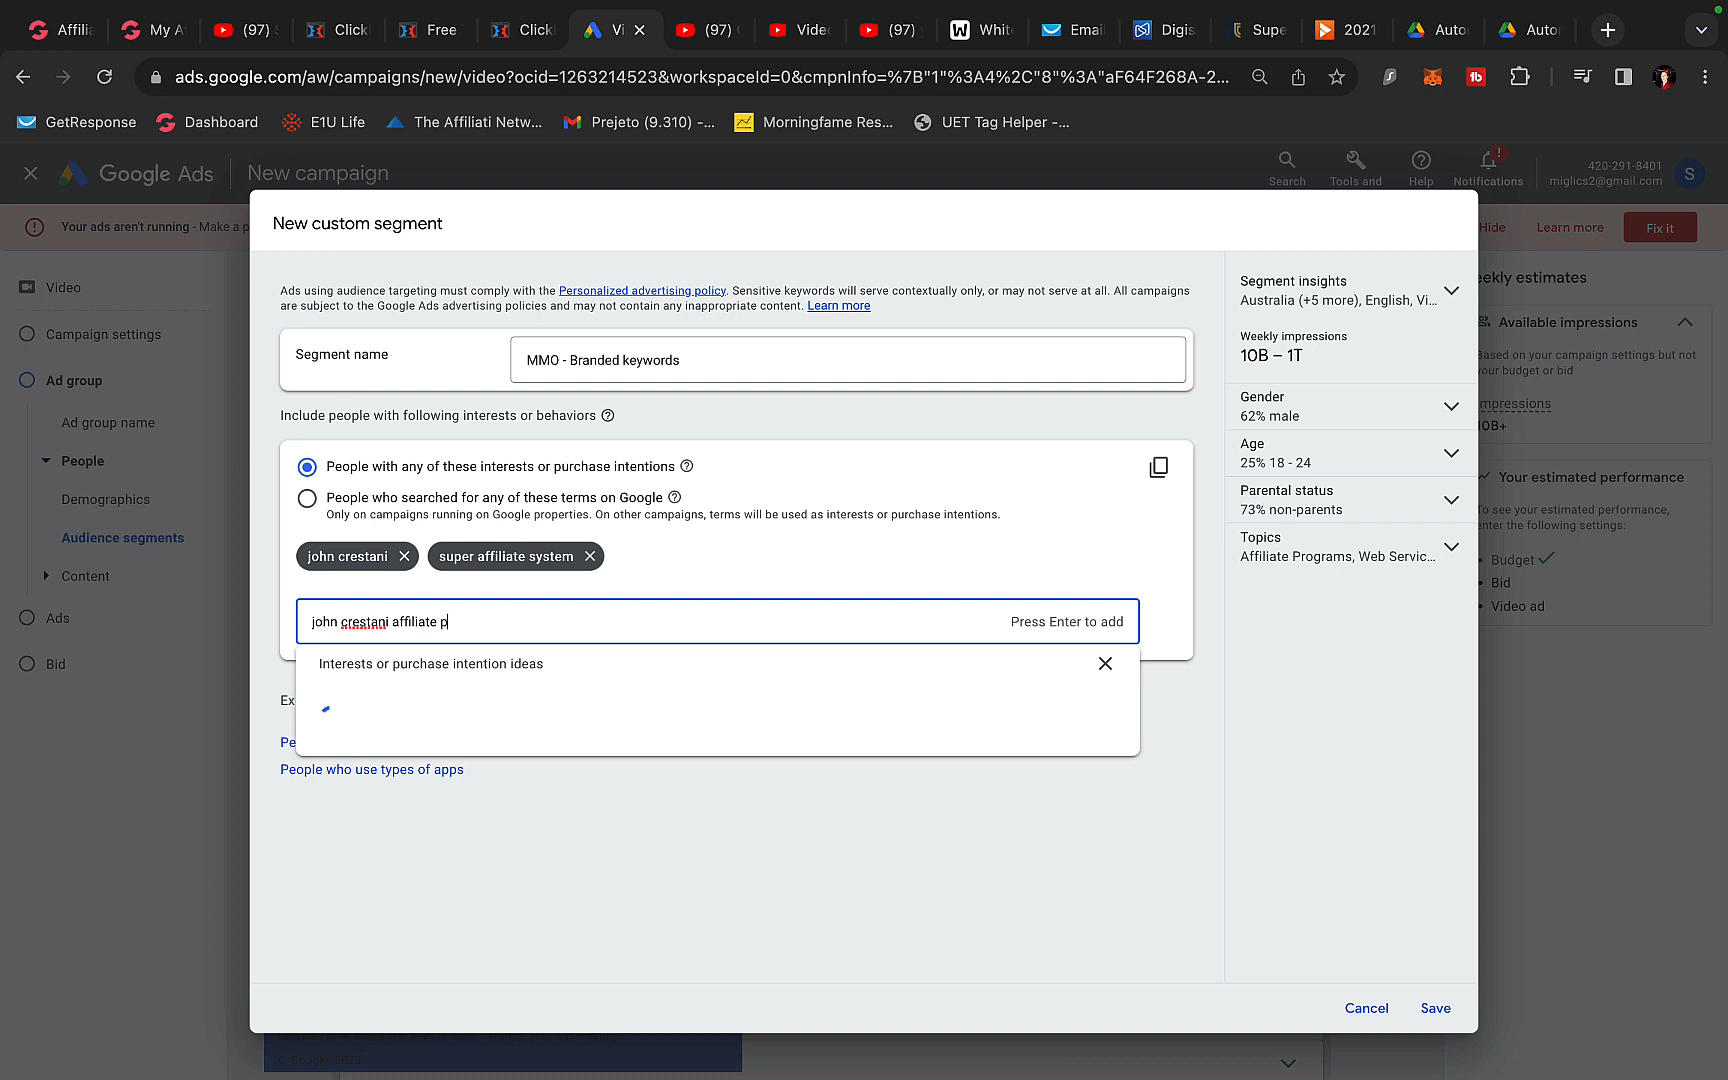 Affilia
My A
(97)
Click
Free
Click
Vi
(97)
Videc
(97)
Whit
Email
Digis
Supe
2021
Auto
Auto
ads.google.com/aw/campaigns/new/video?ocid=1263214523&workspaceId=0&cmpnInfo=%7B"1"%3A4%2C"8"%3A"aF64F268A-2...
GetResponse
Dashboard
E1U Life
The Affiliati Netw...
Prejeto (9.310) -...
Morningfame Res...
UET Tag Helper -...
Google Ads
New campaign
Search
Tools and
Help
Notifications
420-291-8401
miglics2@gmail.com
S
Your ads aren't running - Make a p
Hide
Learn more
Fix it
Video
Campaign settings
Ad group
Ad group name
People
Demographics
Audience segments
Content
Ads
Bid
New custom segment
Ads using audience targeting must comply with the Personalized advertising policy. Sensitive keywords will serve contextually only, or may not serve at all. All campaigns
are subject to the Google Ads advertising policies and may not contain any inappropriate content. Learn more
Segment name
MMO - Branded keywords
Include people with following interests or behaviors
People with any of these interests or purchase intentions
People who searched for any of these terms on Google
Only on campaigns running on Google properties. On other campaigns, terms will be used as interests or purchase intentions.
john crestani
super affiliate system
john crestani affiliate p
Press Enter to add
Interests or purchase intention ideas
Ex
Pe
People who use types of apps
Segment insights
Australia (+5 more), English, Vi...
Weekly impressions
10B – 1T
Gender
62% male
Age
25% 18 - 24
Parental status
73% non-parents
Topics
Affiliate Programs, Web Servic...
Cancel
Save
eekly estimates
Available impressions
Based on your campaign settings but not
your budget or bid
mpressions
10B+
Your estimated performance
To see your estimated performance,
enter the following settings:
Budget
Bid
Video ad
© Google, 2023